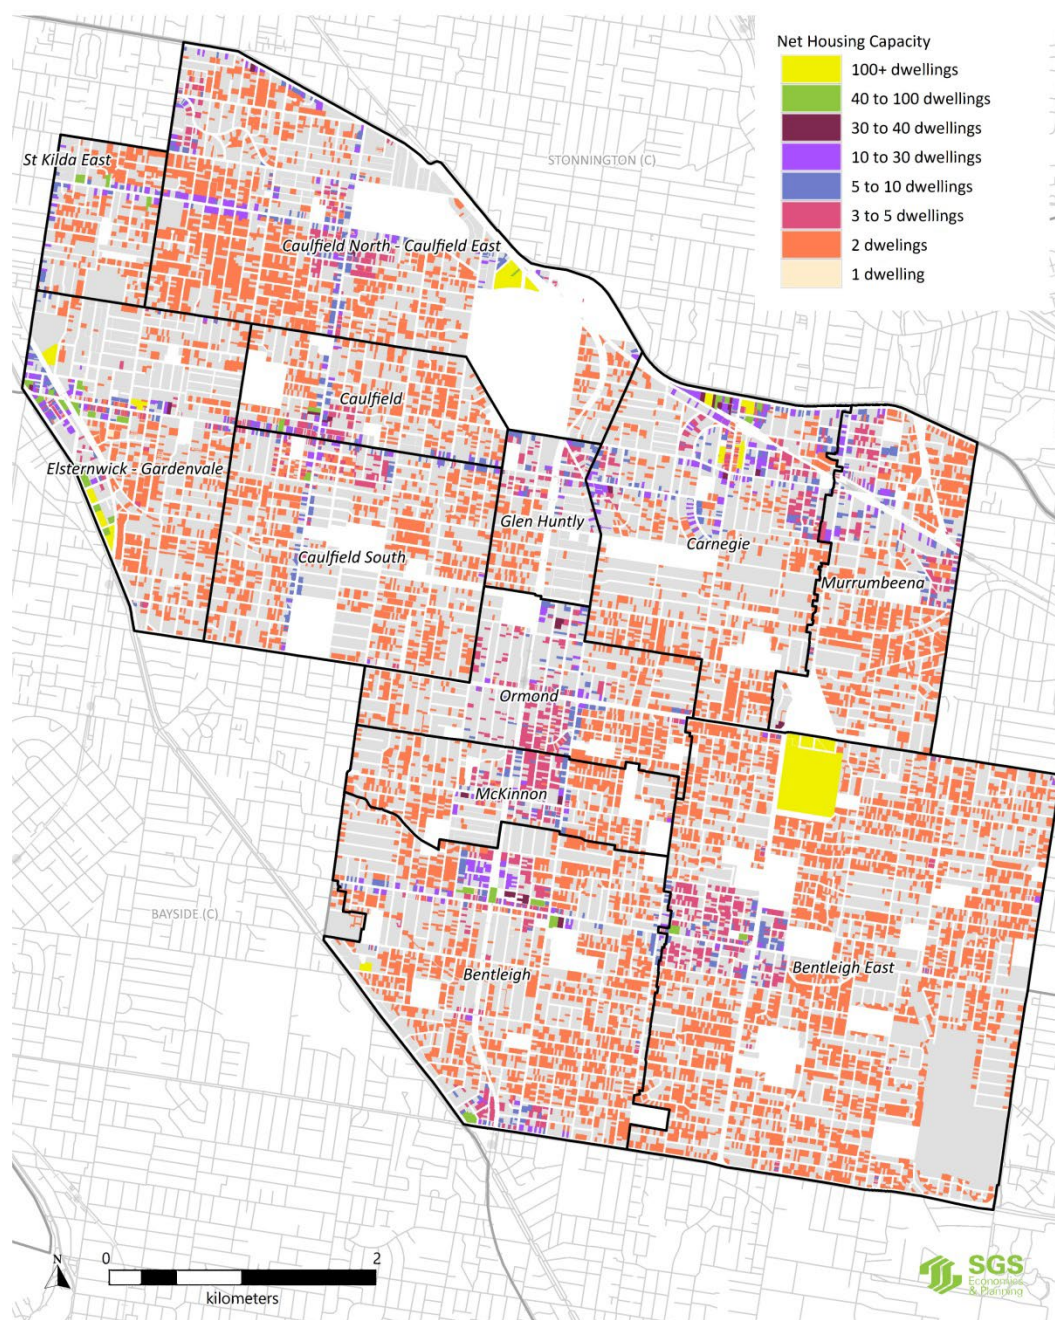 Net Housing Capacity
100+ dwellings
40 to 100 dwellings
30 to 40 dwellings
10 to 30 dwellings
5 to 10 dwellings
3 to 5 dwellings
2 dwelings
1 dwelling
STONNINGTON (C)
St Kilda East
Caulfield North - Caulfield East
Caulfield
Elsternwick - Gardenvale
Glen Huntly
Carnegie
Caulfield South
Murrumbeena
Ormond
McKinnon
BAYSIDE (C)
Bentleigh
Bentleigh East
N
0 2
kilometers
SGS
Economics
& Planning